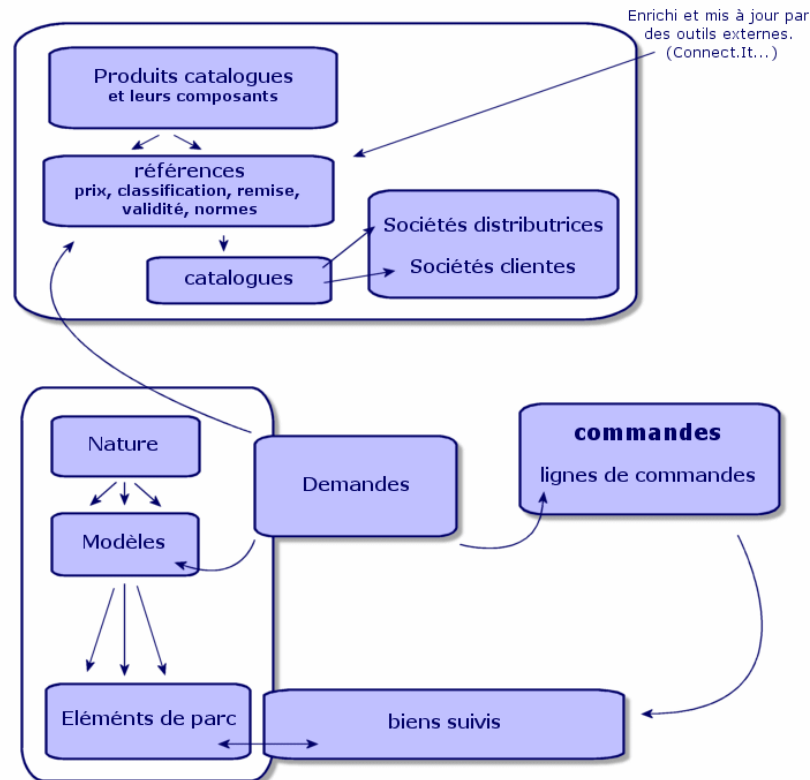 Enrichi et mis à jour par
des outils externes.
(Connect.It...)
Produits catalogues
et leurs composants
références
prix, classification, remise,
validité, normes
Sociétés distributrices
Sociétés clientes
catalogues
Nature
Modèles
Demandes
commandes
lignes de commandes
Eléménts de parc
biens suivis